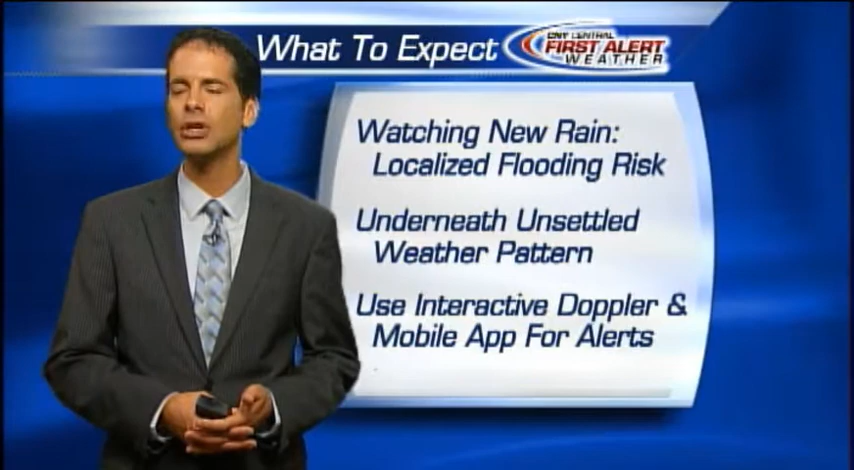 What To Expect
CNY CENTRAL
FIRST ALERT
WEATHER
Watching New Rain:
Localized Flooding Risk
Underneath Unsettled
Weather Pattern
Use Interactive Doppler &
Mobile App For Alerts